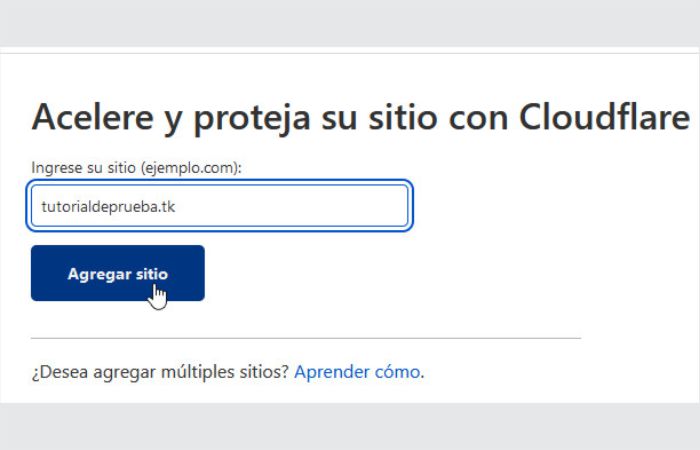 Acelere y proteja su sitio con Cloudflare
Ingrese su sitio (ejemplo.com):
tutorialdeprueba.tk
Agregar sitio
¿Desea agregar múltiples sitios? Aprender cómo.